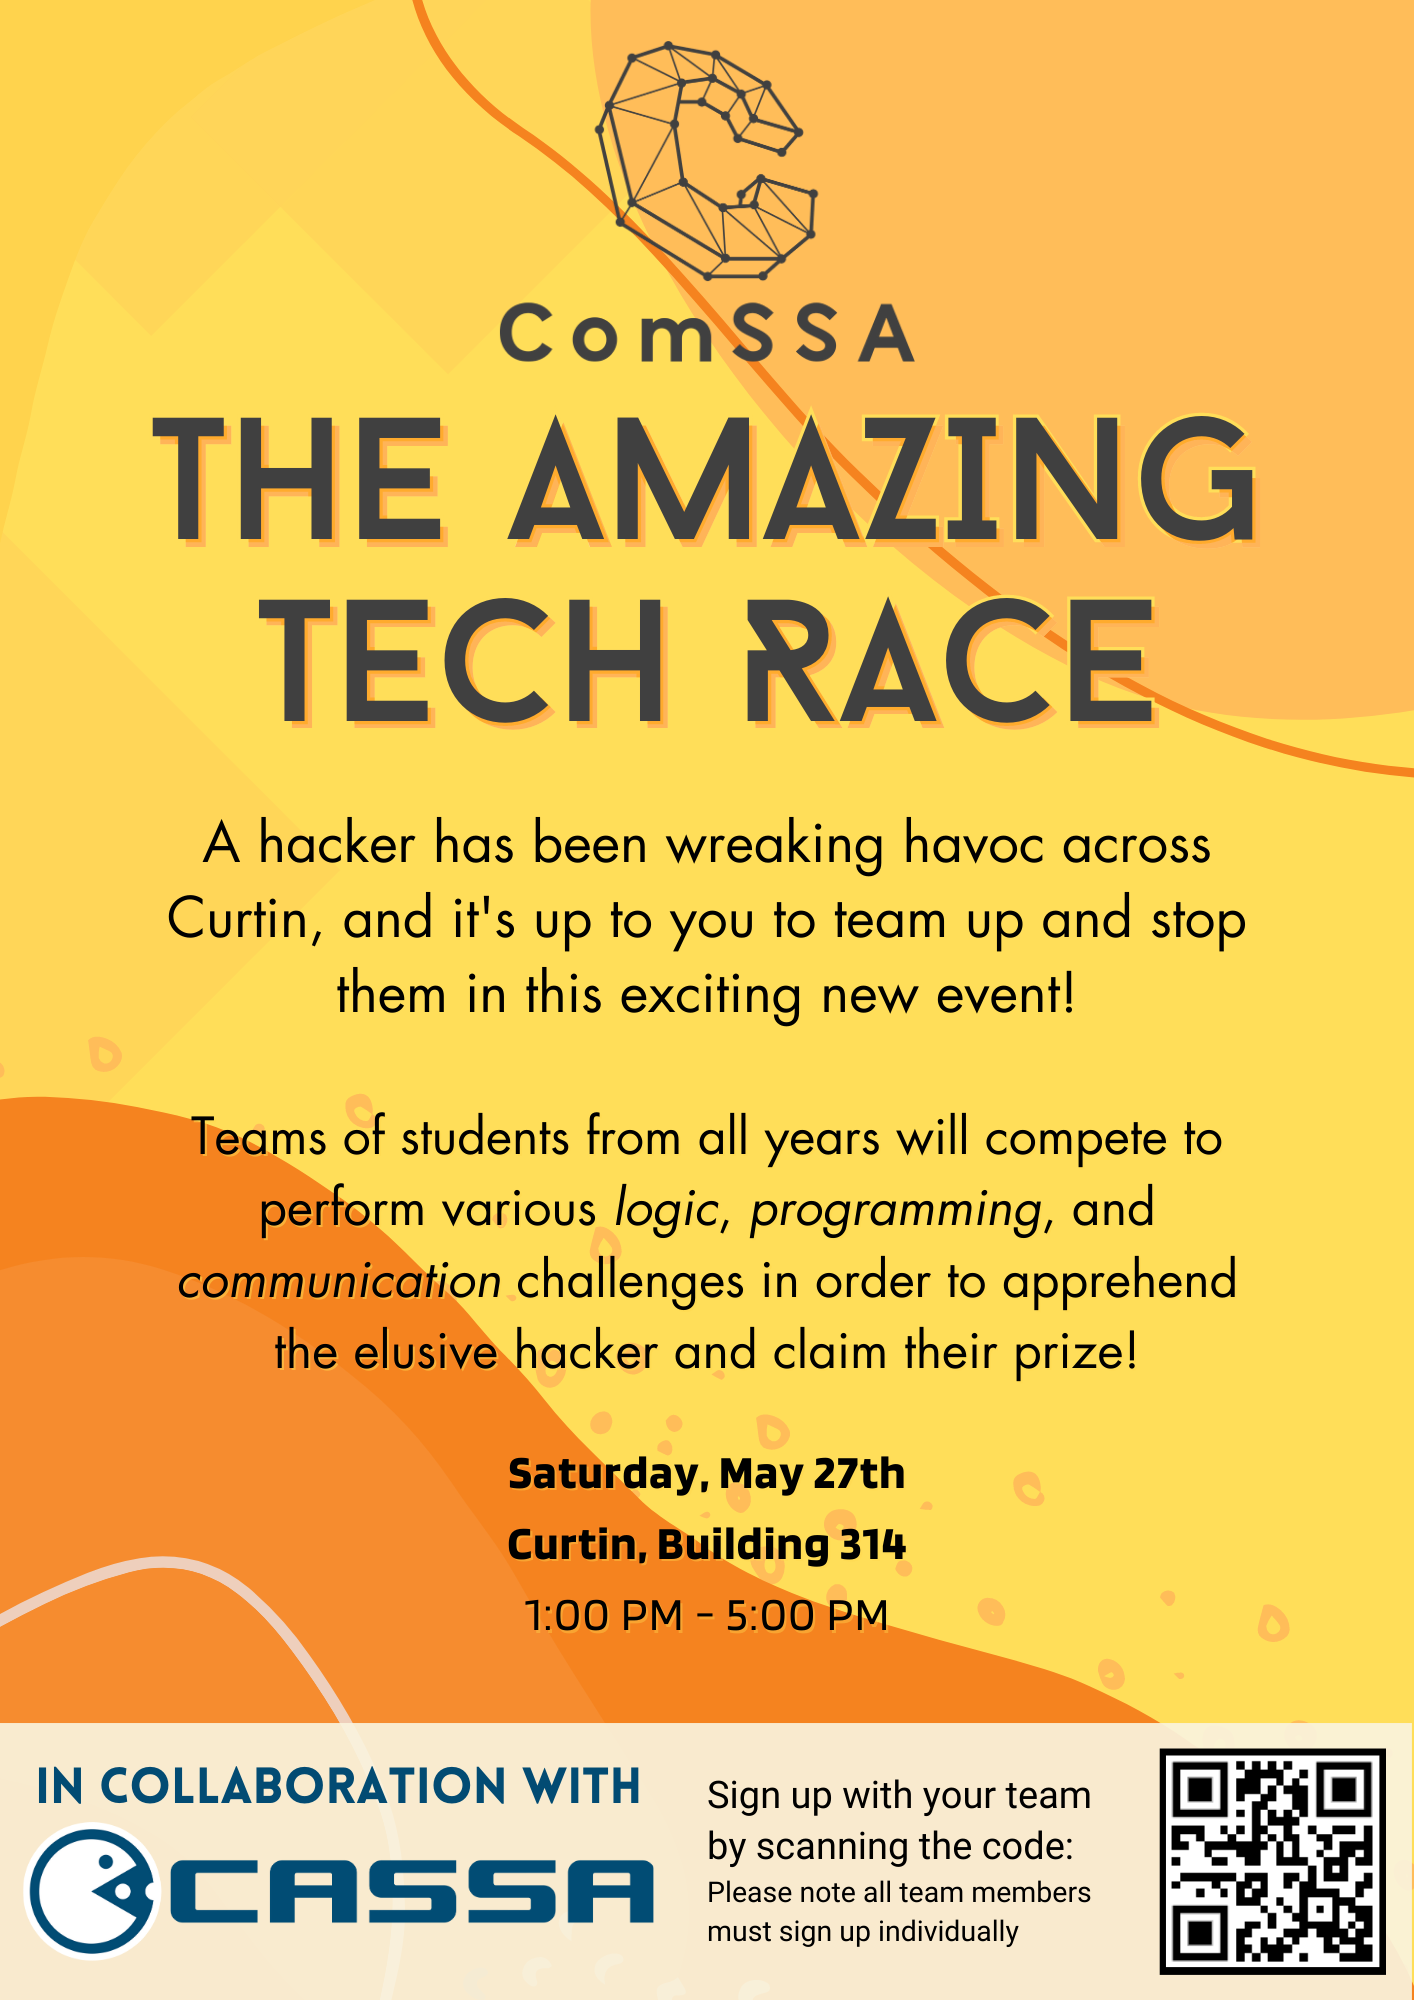 ComSSA
THE AMAZING
TECH RACE
A hacker has been wreaking havoc across
Curtin, and it's up to you to team up and stop
them in this exciting new event!
Teams of students from all years will compete to
perform various logic, programming, and
communication challenges in order to apprehend
the elusive hacker and claim their prize!
Saturday, May 27th
Curtin, Building 314
1:00 PM - 5:00 PM
IN COLLABORATION WITH
CASSA
Sign up with your team
by scanning the code:
Please note all team members
must sign up individually